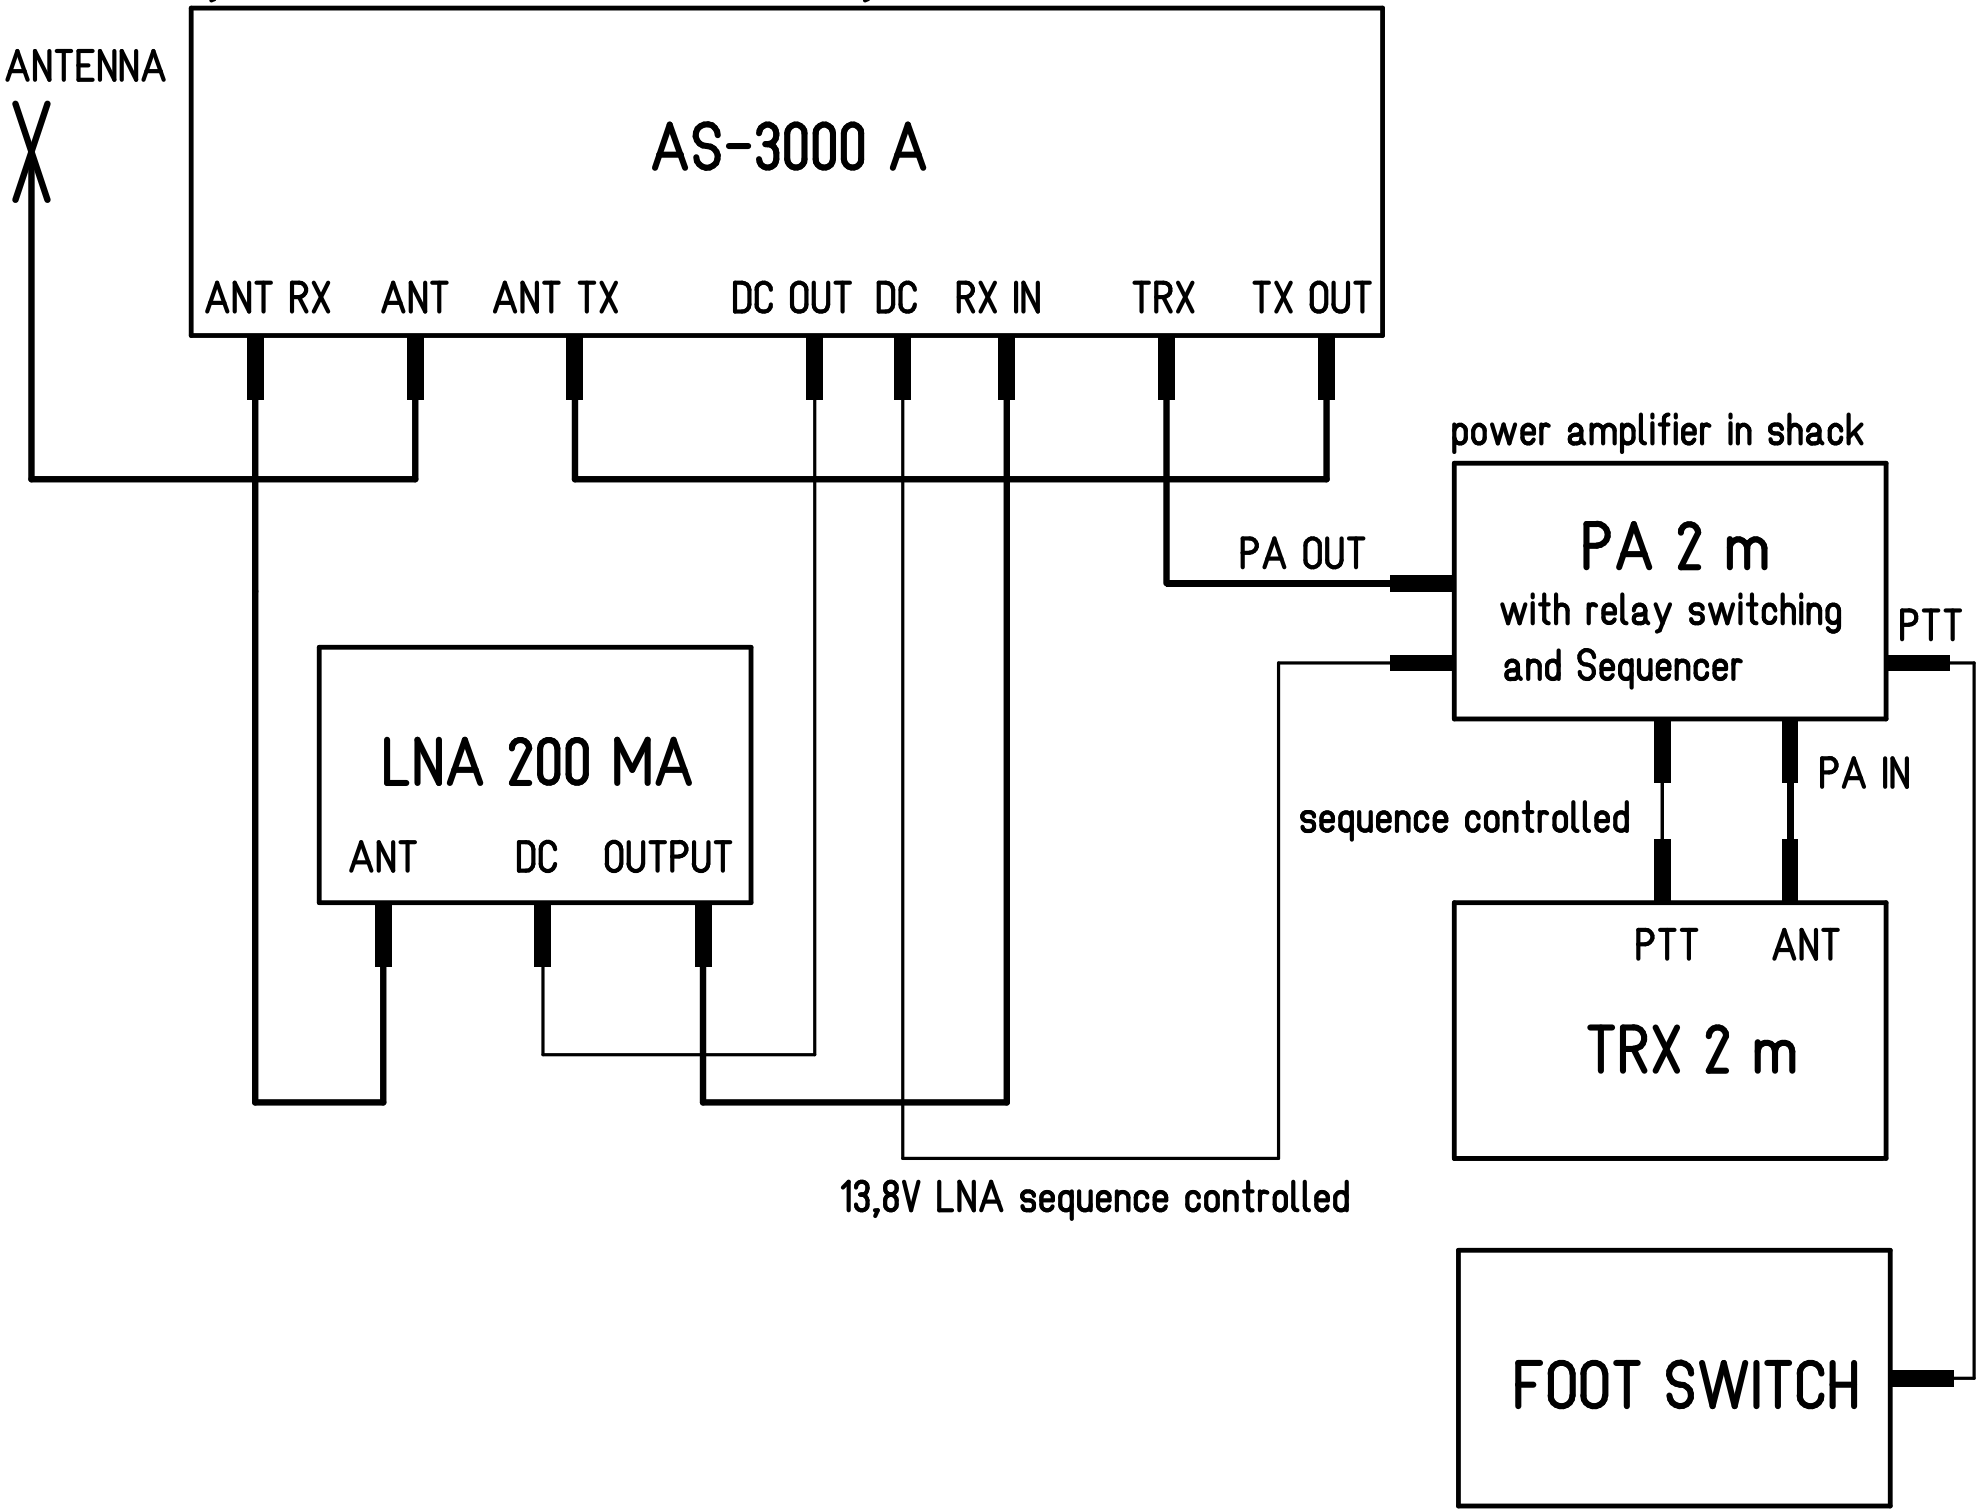 ANTENNA
AS-3000 A
ANT RX ANT ANT TX DC OUT DC RX IN TRX TX OUT
power amplifier in shack
PA OUT
PA 2 m
with relay switching
and Sequencer
PTT
LNA 200 MA
ANT DC OUTPUT
PA IN
sequence controlled
PTT ANT
TRX 2 m
13,8V LNA sequence controlled
FOOT SWITCH